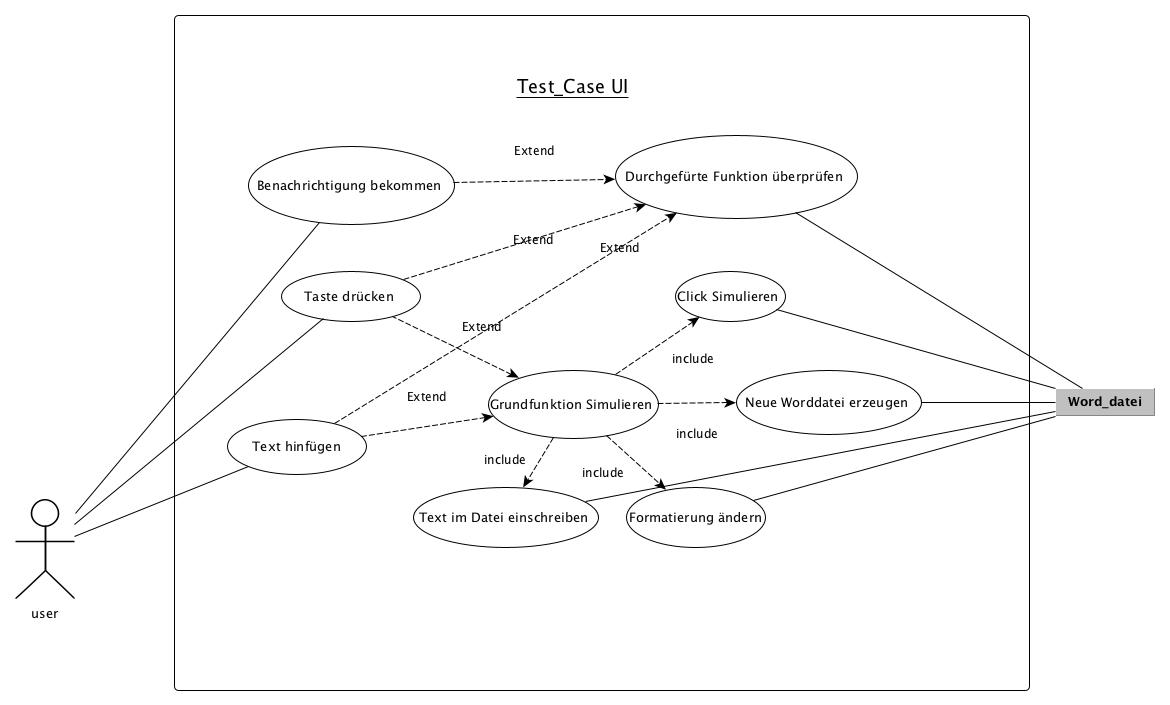 Test_Case UI
Extend
Benachrichtigung bekommen
Durchgefürte Funktion überprüfen
Extend
Extend
Taste drücken
Click Simulieren
Extend
include
Extend
Grundfunktion Simulieren
Neue Worddatei erzeugen
Word_datei
include
Text hinfügen
include
include
Text im Datei einschreiben
Formatierung ändern
user